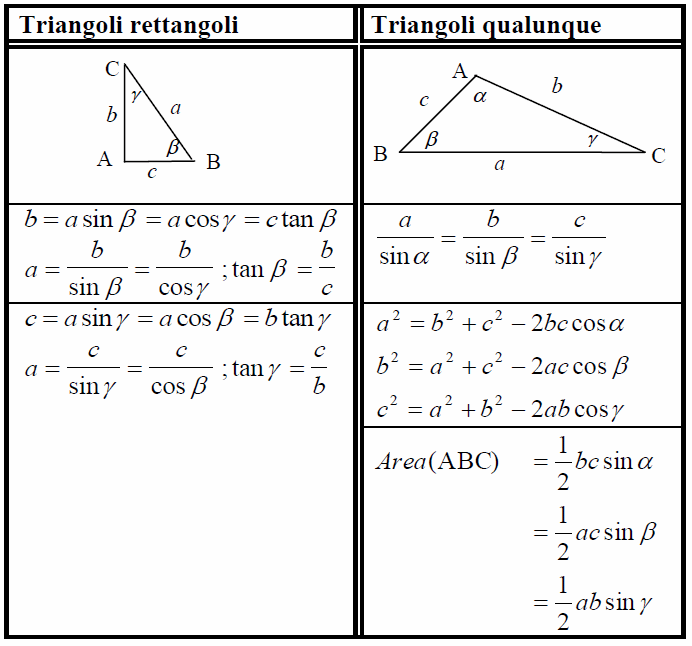 Triangoli rettangoli
C
γ
b
a
β
A
B
c
b = a sin β = a cos γ = c tan β
a = b/sin β = b/cos γ ; tan β = b/c
c = a sin γ = a cos β = b tan γ
a = c/sin γ = c/cos β ; tan γ = c/b
Triangoli qualunque
A
α
b
c
B
β
γ
C
a
a/sin α = b/sin β = c/sin γ
a² = b² + c² − 2bc cos α
b² = a² + c² − 2ac cos β
c² = a² + b² − 2ab cos γ
Area(ABC) = 1/2 bc sin α
= 1/2 ac sin β
= 1/2 ab sin γ